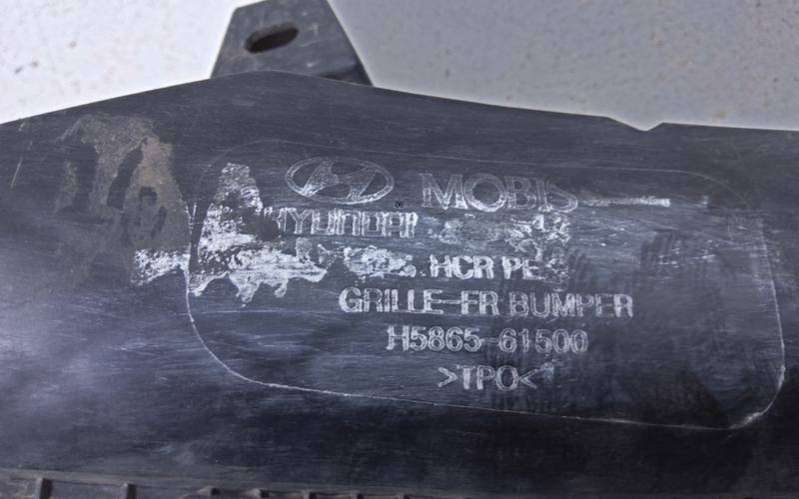 MOBIS
HYUNDAI
HCR PE
GRILLE-FR BUMPER
H5865-61500
>TPO<